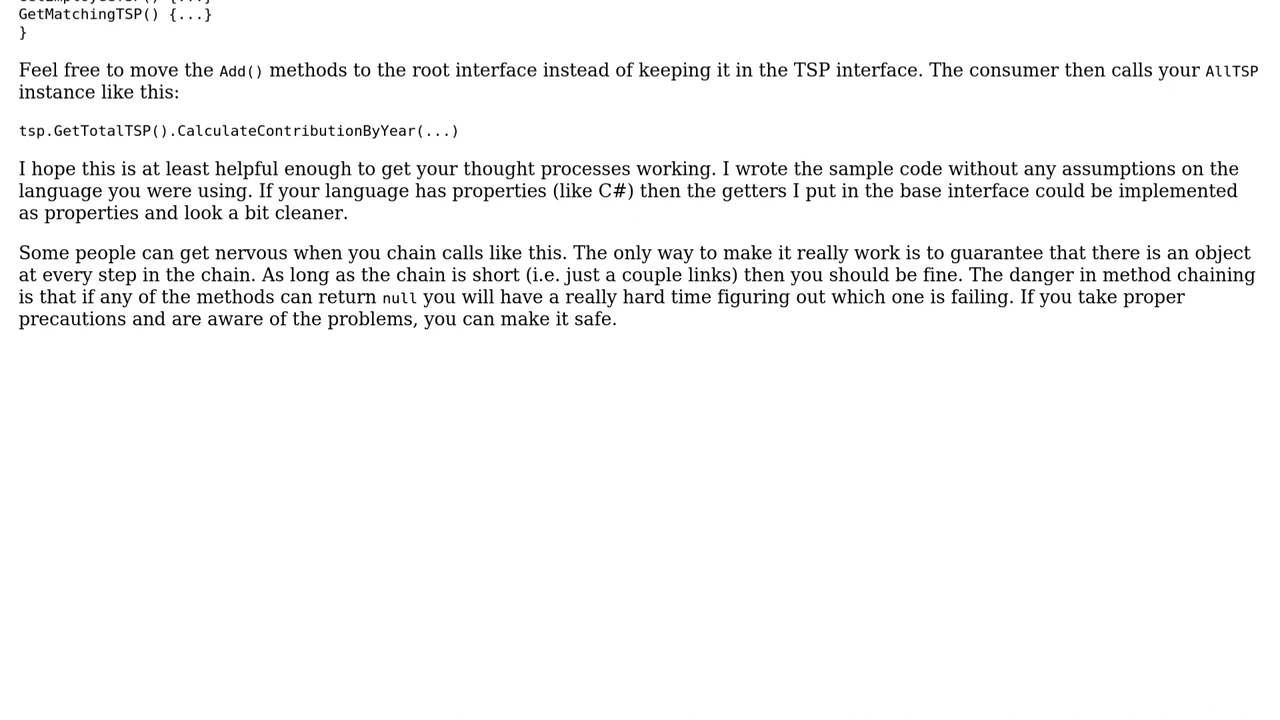 GetMatchingTSP() {...}
}
Feel free to move the Add() methods to the root interface instead of keeping it in the TSP interface. The consumer then calls your AllTSP
instance like this:
tsp.GetTotalTSP().CalculateContributionByYear(...)
I hope this is at least helpful enough to get your thought processes working. I wrote the sample code without any assumptions on the
language you were using. If your language has properties (like C#) then the getters I put in the base interface could be implemented
as properties and look a bit cleaner.
Some people can get nervous when you chain calls like this. The only way to make it really work is to guarantee that there is an object
at every step in the chain. As long as the chain is short (i.e. just a couple links) then you should be fine. The danger in method chaining
is that if any of the methods can return null you will have a really hard time figuring out which one is failing. If you take proper
precautions and are aware of the problems, you can make it safe.